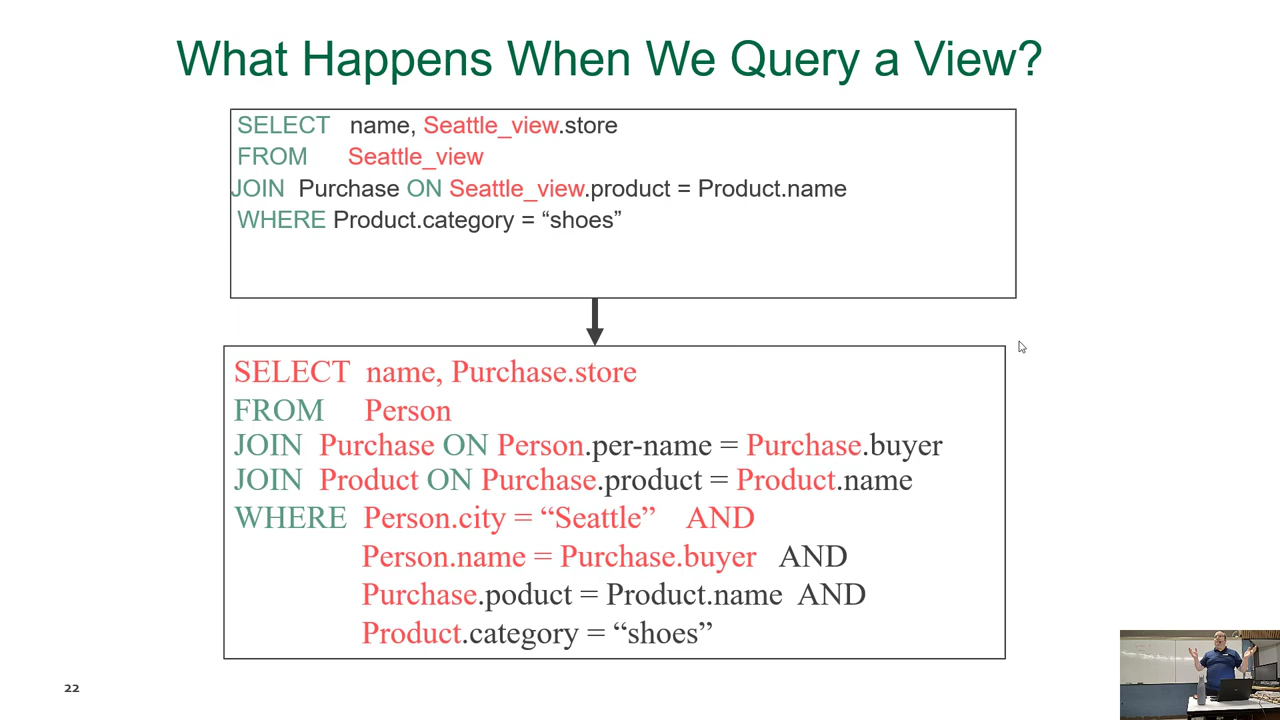 What Happens When We Query a View?
SELECT name, Seattle_view.store
FROM Seattle_view
JOIN Purchase ON Seattle_view.product = Product.name
WHERE Product.category = “shoes”
SELECT name, Purchase.store
FROM Person
JOIN Purchase ON Person.per-name = Purchase.buyer
JOIN Product ON Purchase.product = Product.name
WHERE Person.city = “Seattle” AND
Person.name = Purchase.buyer AND
Purchase.poduct = Product.name AND
Product.category = “shoes”
22